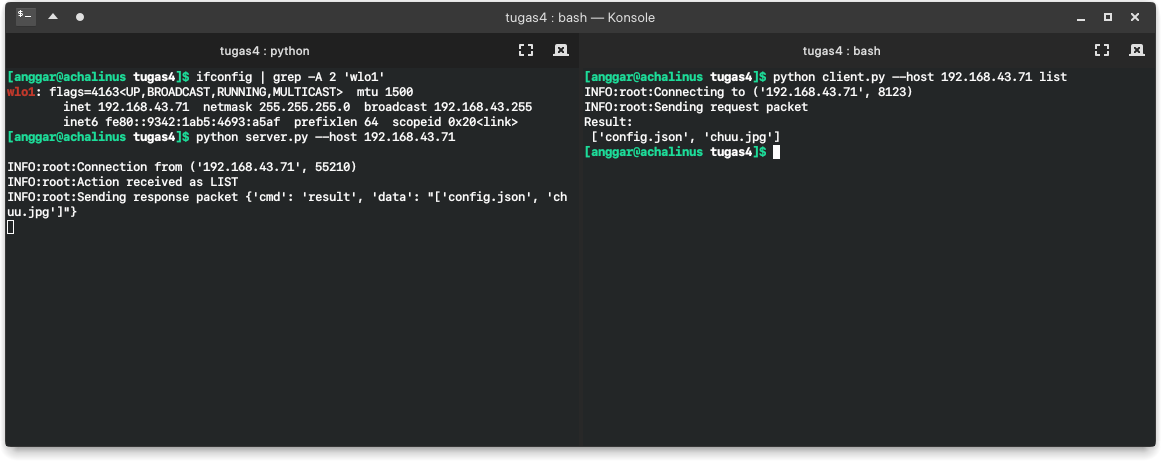 tugas4 : bash — Konsole
tugas4 : python
[anggar@achalinus tugas4]$ ifconfig | grep -A 2 'wlo1'
wlo1: flags=4163<UP,BROADCAST,RUNNING,MULTICAST>  mtu 1500
        inet 192.168.43.71  netmask 255.255.255.0  broadcast 192.168.43.255
        inet6 fe80::9342:1ab5:4693:a5af  prefixlen 64  scopeid 0x20<link>
[anggar@achalinus tugas4]$ python server.py --host 192.168.43.71
INFO:root:Connection from ('192.168.43.71', 55210)
INFO:root:Action received as LIST
INFO:root:Sending response packet {'cmd': 'result', 'data': "['config.json', 'ch
uu.jpg']"}
tugas4 : bash
[anggar@achalinus tugas4]$ python client.py --host 192.168.43.71 list
INFO:root:Connecting to ('192.168.43.71', 8123)
INFO:root:Sending request packet
Result:
 ['config.json', 'chuu.jpg']
[anggar@achalinus tugas4]$